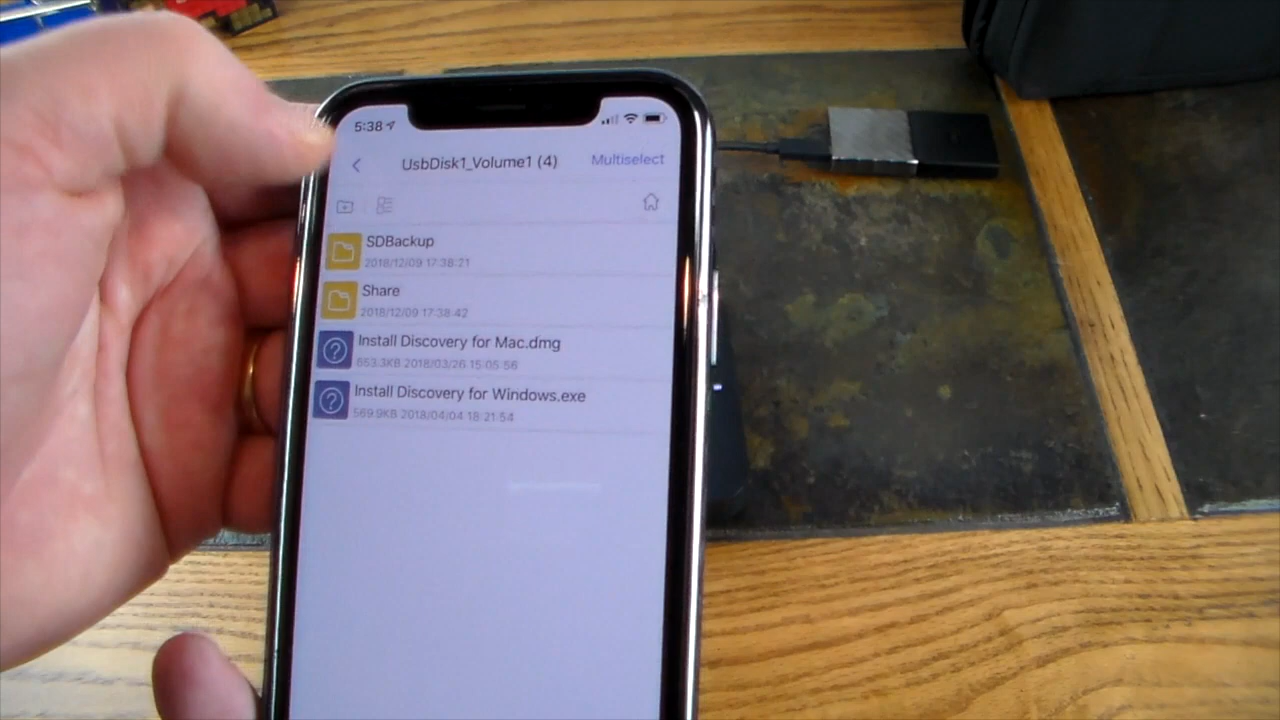 5:38
UsbDisk1_Volume1 (4)
Multiselect
SDBackup
2018/12/09 17:38:21
Share
2018/12/09 17:38:42
Install Discovery for Mac.dmg
653.3KB 2018/03/26 15:05:56
Install Discovery for Windows.exe
569.9KB 2018/04/04 18:21:54